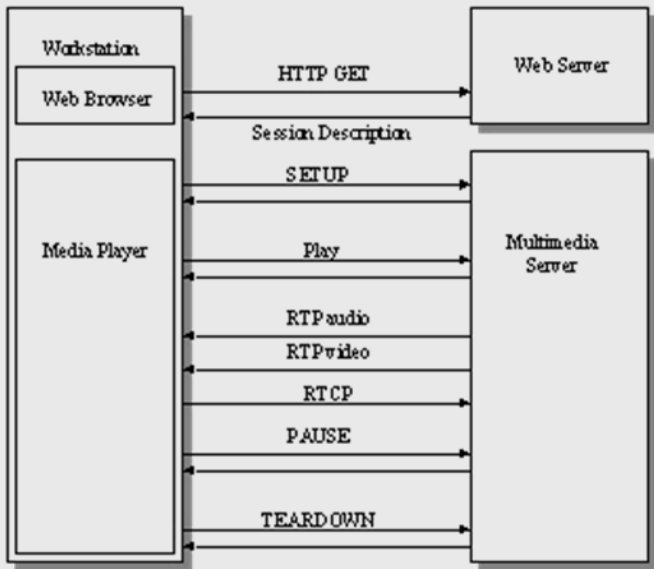 Workstation
Web Browser
HTTP GET
Web Server
Session Description
SETUP
Media Player
Play
Multimedia
Server
RTPaudio
RTPvideo
RTCP
PAUSE
TEARDOWN